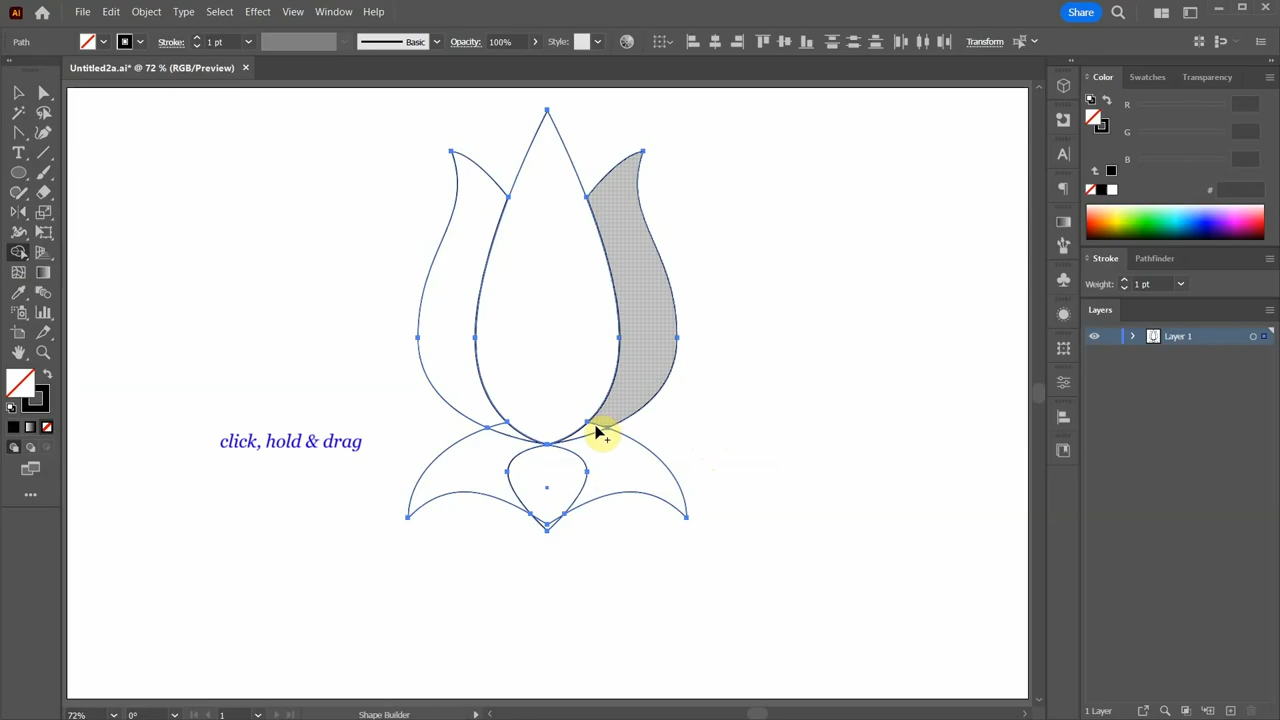 Ai File Edit Object Type Select Effect View Window Help Share
Path Stroke: 1 pt Basic Opacity: 100% Style: Transform
Untitled2a.ai* @ 72 % (RGB/Preview) ×
Color Swatches Transparency
R
G
B
#
Stroke Pathfinder
Weight: 1 pt
Layers
Layer 1
click, hold & drag
72% 0° 1 Shape Builder
1 Layer